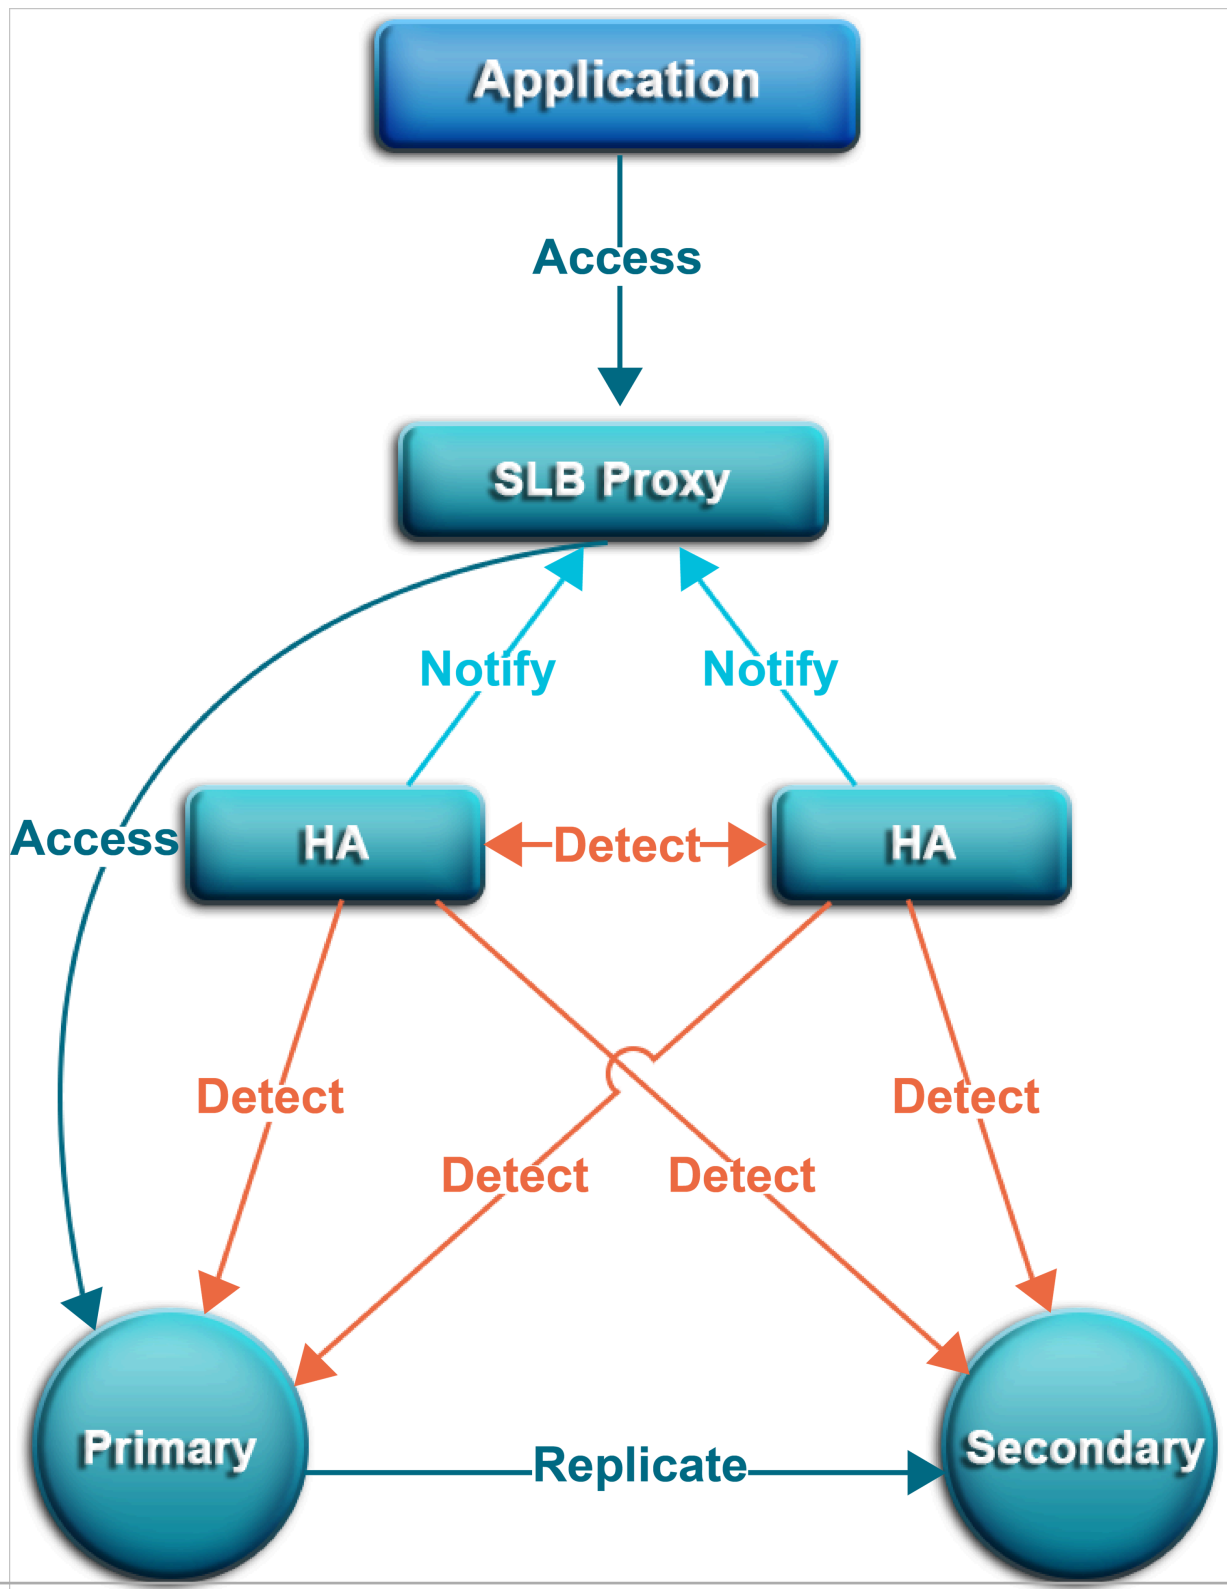 Application
Access
SLB Proxy
Notify
Notify
Access
HA
Detect
HA
Detect
Detect
Detect
Detect
Primary
Replicate
Secondary